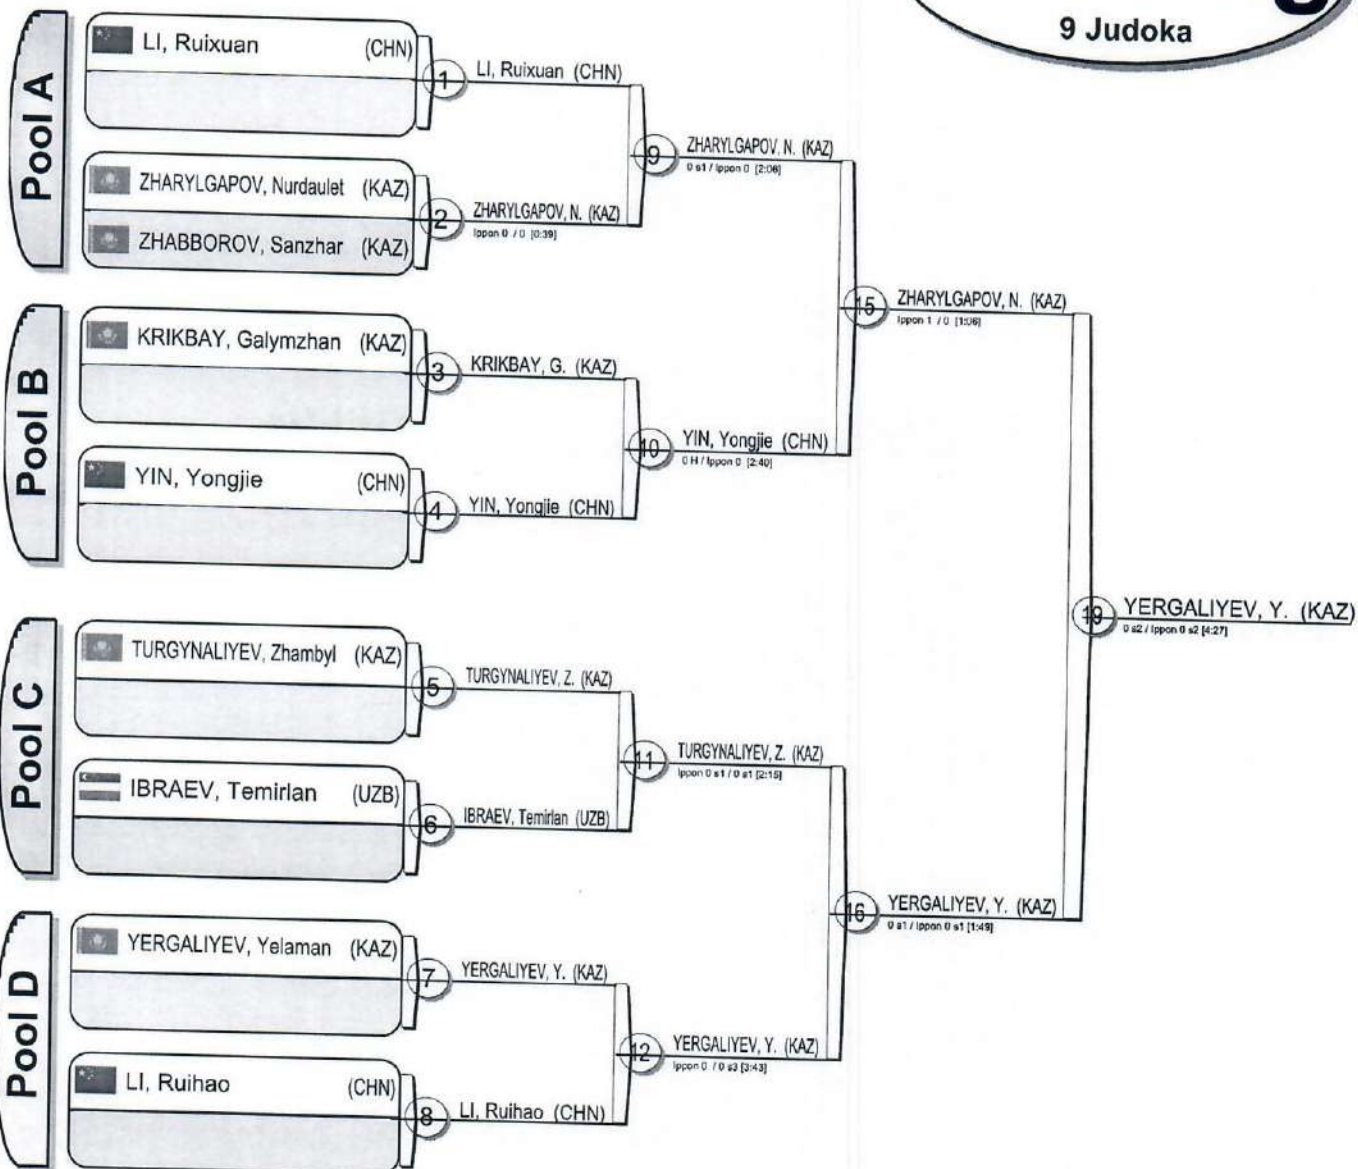 9 Judoka
Pool A
LI, Ruixuan (CHN)
1
LI, Ruixuan (CHN)
ZHARYLGAPOV, Nurdaulet (KAZ)
ZHABBOROV, Sanzhar (KAZ)
2
ZHARYLGAPOV, N. (KAZ)
Ippon 0 / 0 [0:39]
9
ZHARYLGAPOV, N. (KAZ)
0 s1 / Ippon 0 [2:06]
Pool B
KRIKBAY, Galymzhan (KAZ)
3
KRIKBAY, G. (KAZ)
YIN, Yongjie (CHN)
4
YIN, Yongjie (CHN)
10
YIN, Yongjie (CHN)
0 H / Ippon 0 [2:40]
15
ZHARYLGAPOV, N. (KAZ)
Ippon 1 / 0 [1:06]
Pool C
TURGYNALIYEV, Zhambyl (KAZ)
5
TURGYNALIYEV, Z. (KAZ)
IBRAEV, Temirlan (UZB)
6
IBRAEV, Temirlan (UZB)
11
TURGYNALIYEV, Z. (KAZ)
Ippon 0 s1 / 0 s1 [2:15]
Pool D
YERGALIYEV, Yelaman (KAZ)
7
YERGALIYEV, Y. (KAZ)
LI, Ruihao (CHN)
8
LI, Ruihao (CHN)
12
YERGALIYEV, Y. (KAZ)
Ippon 0 / 0 s3 [3:43]
16
YERGALIYEV, Y. (KAZ)
0 s1 / Ippon 0 s1 [1:49]
19
YERGALIYEV, Y. (KAZ)
0 s2 / Ippon 0 s2 [4:27]